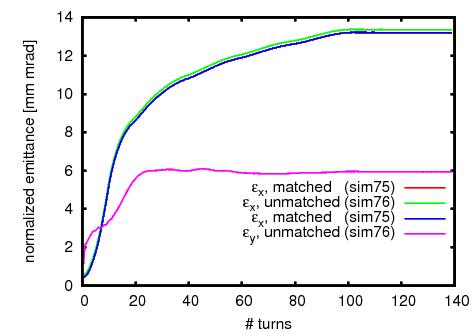 normalized emittance [mm mrad]
14
12
10
8
6
4
2
0
εx, matched (sim75)
εx, unmatched (sim76)
εx, matched (sim75)
εy, unmatched (sim76)
0 20 40 60 80 100 120 140
# turns